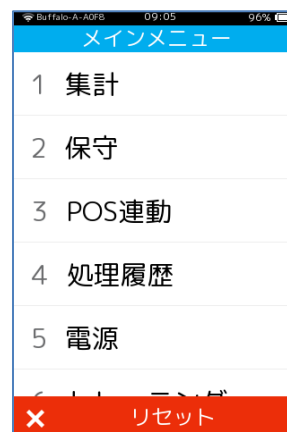 Buffalo-A-A0F8 09:05 96%
メインメニュー
1 集計
2 保守
3 POS連動
4 処理履歴
5 電源
× リセット